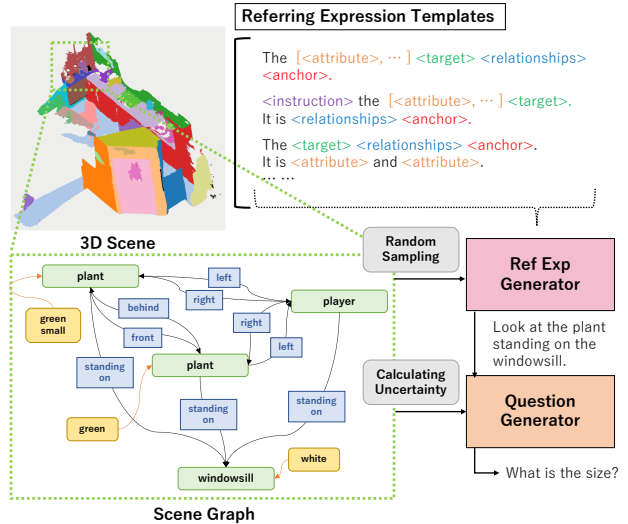 Referring Expression Templates
The [<attribute>, ⋯ ] <target> <relationships>
<anchor>.
<instruction> the [<attribute>, ⋯ ] <target>.
It is <relationships> <anchor>.
The <target> <relationships> <anchor>.
It is <attribute> and <attribute>.
⋯ ⋯
3D Scene
Random
Sampling
Ref Exp
Generator
plant
left
right
player
green
small
behind
front
right
left
standing
on
plant
Look at the plant
standing on the
windowsill.
Calculating
Uncertainty
Question
Generator
green
standing
on
standing
on
white
windowsill
What is the size?
Scene Graph